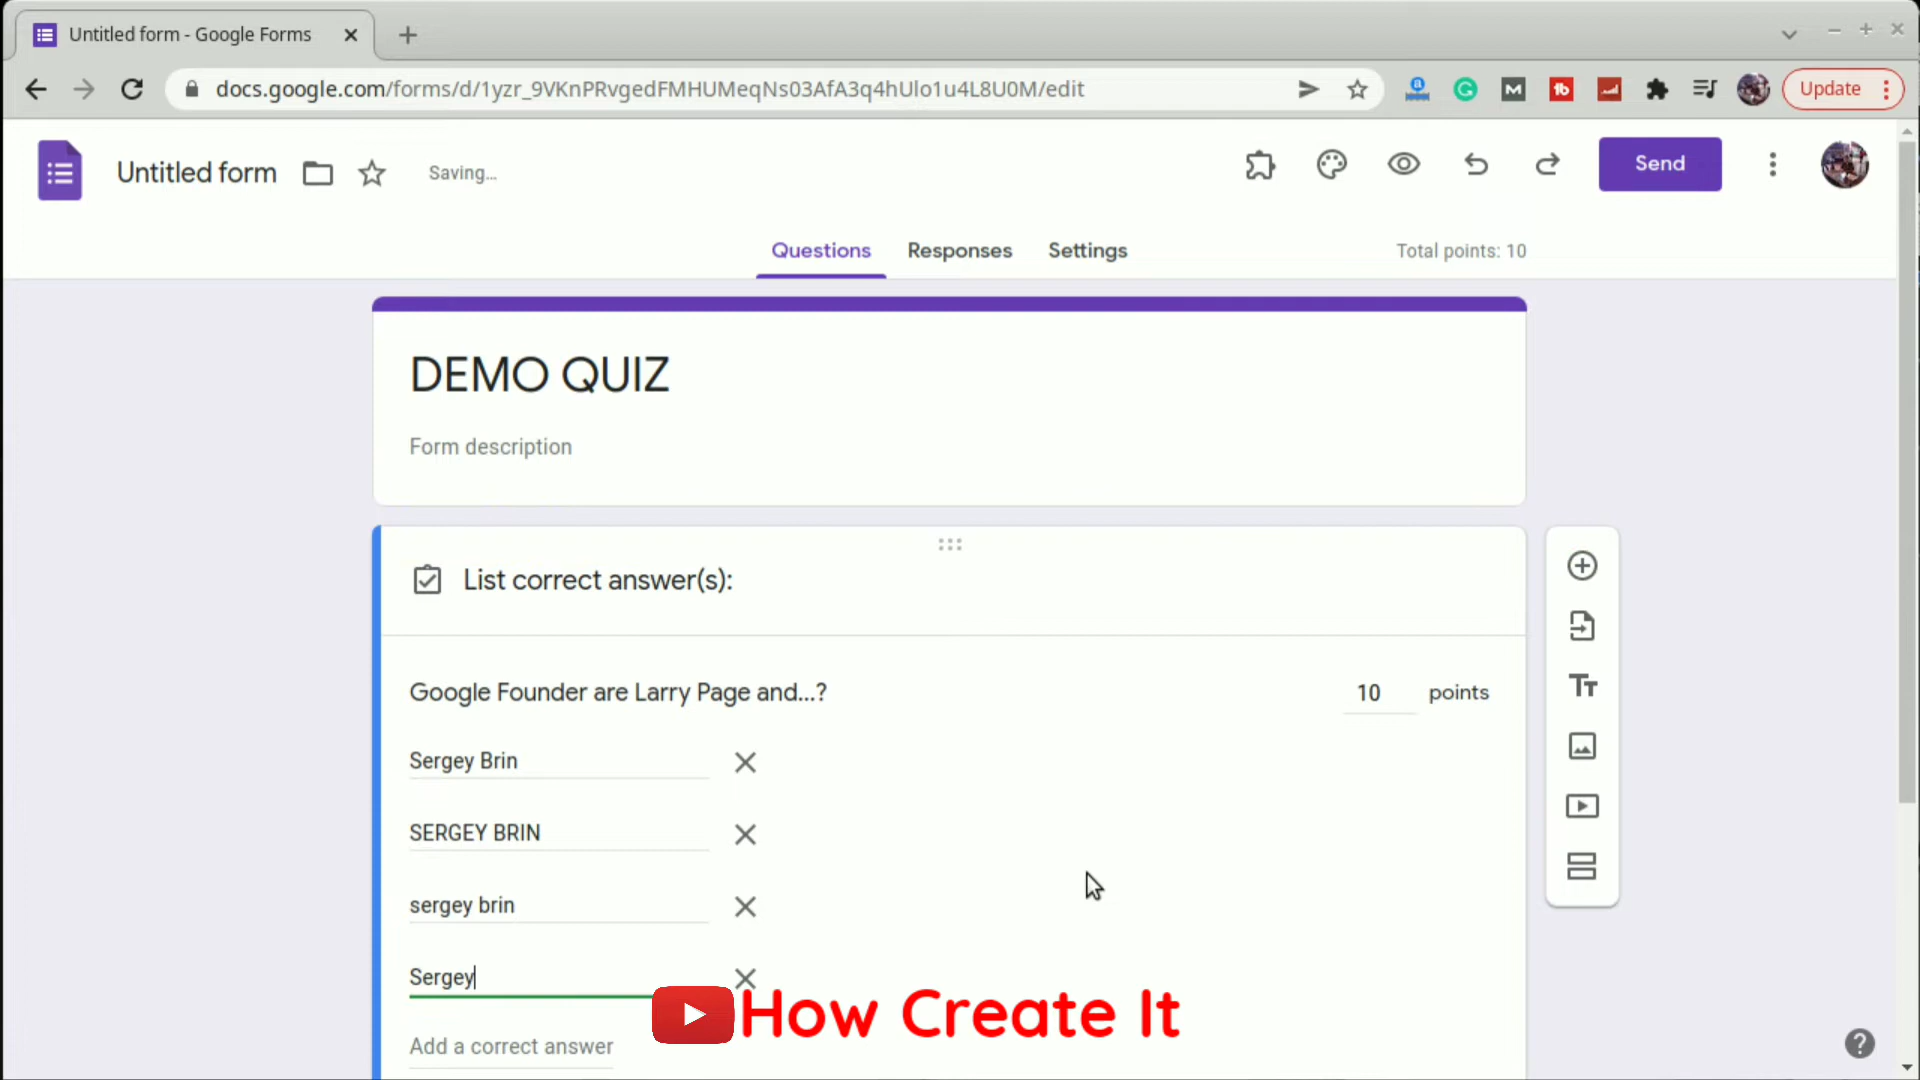 Untitled form - Google Forms
docs.google.com/forms/d/1yzr_9VKnPRvgedFMHUMeqNs03AfA3q4hUlo1u4L8U0M/edit
Update
Untitled form
Saving...
Send
Questions
Responses
Settings
Total points: 10
DEMO QUIZ
Form description
List correct answer(s):
Google Founder are Larry Page and...?
10 points
Sergey Brin
SERGEY BRIN
sergey brin
Sergey
How Create It
Add a correct answer